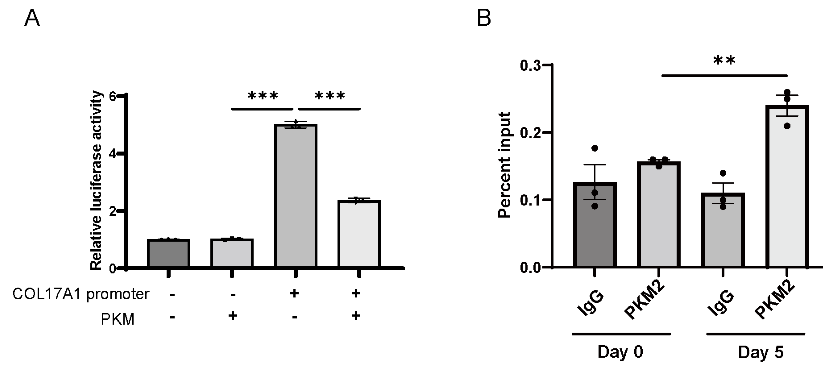 A
Relative luciferase activity
6
4
2
0
*** ***
COL17A1 promoter - - + +
PKM - + - +
B
Percent input
0.3
0.2
0.1
0.0
**
IgG PKM2 IgG PKM2
Day 0 Day 5